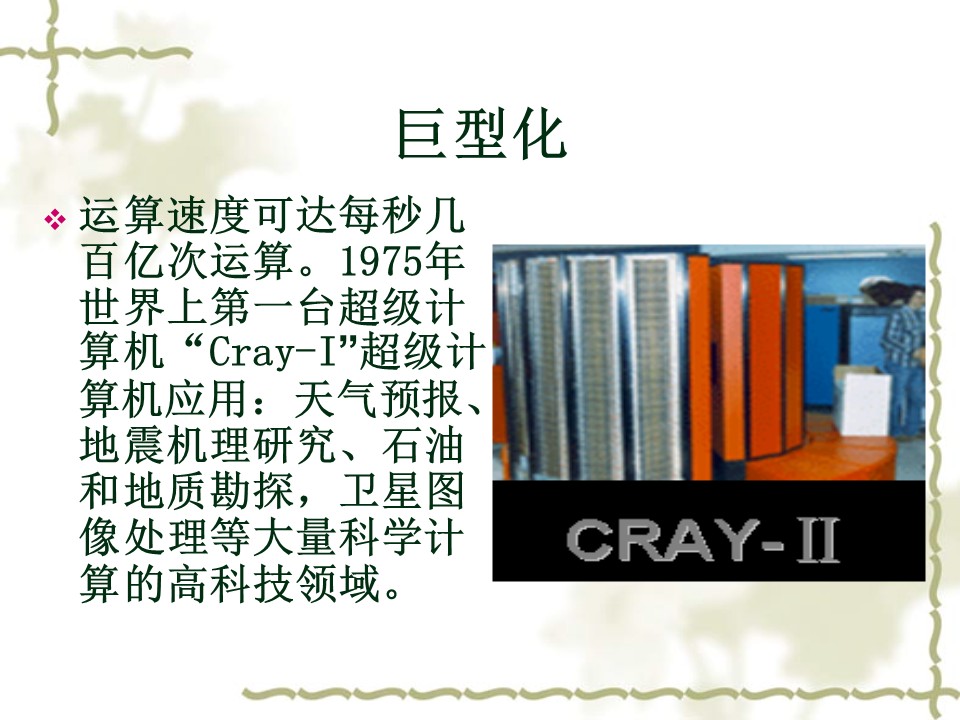 巨型化
运算速度可达每秒几
百亿次运算。1975年
世界上第一台超级计
算机“Cray-I”超级计
算机应用：天气预报、
地震机理研究、石油
和地质勘探，卫星图
像处理等大量科学计
算的高科技领域。
CRAY-II